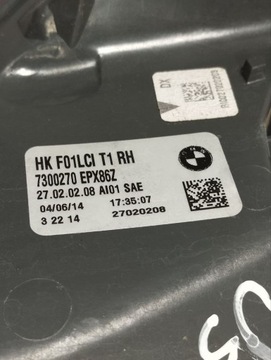 DX
HK F01LCI T1 RH
7300270 EPX86Z
27.02.02.08 AI01 SAE
04/06/14 17:35:07
3 22 14 27020208